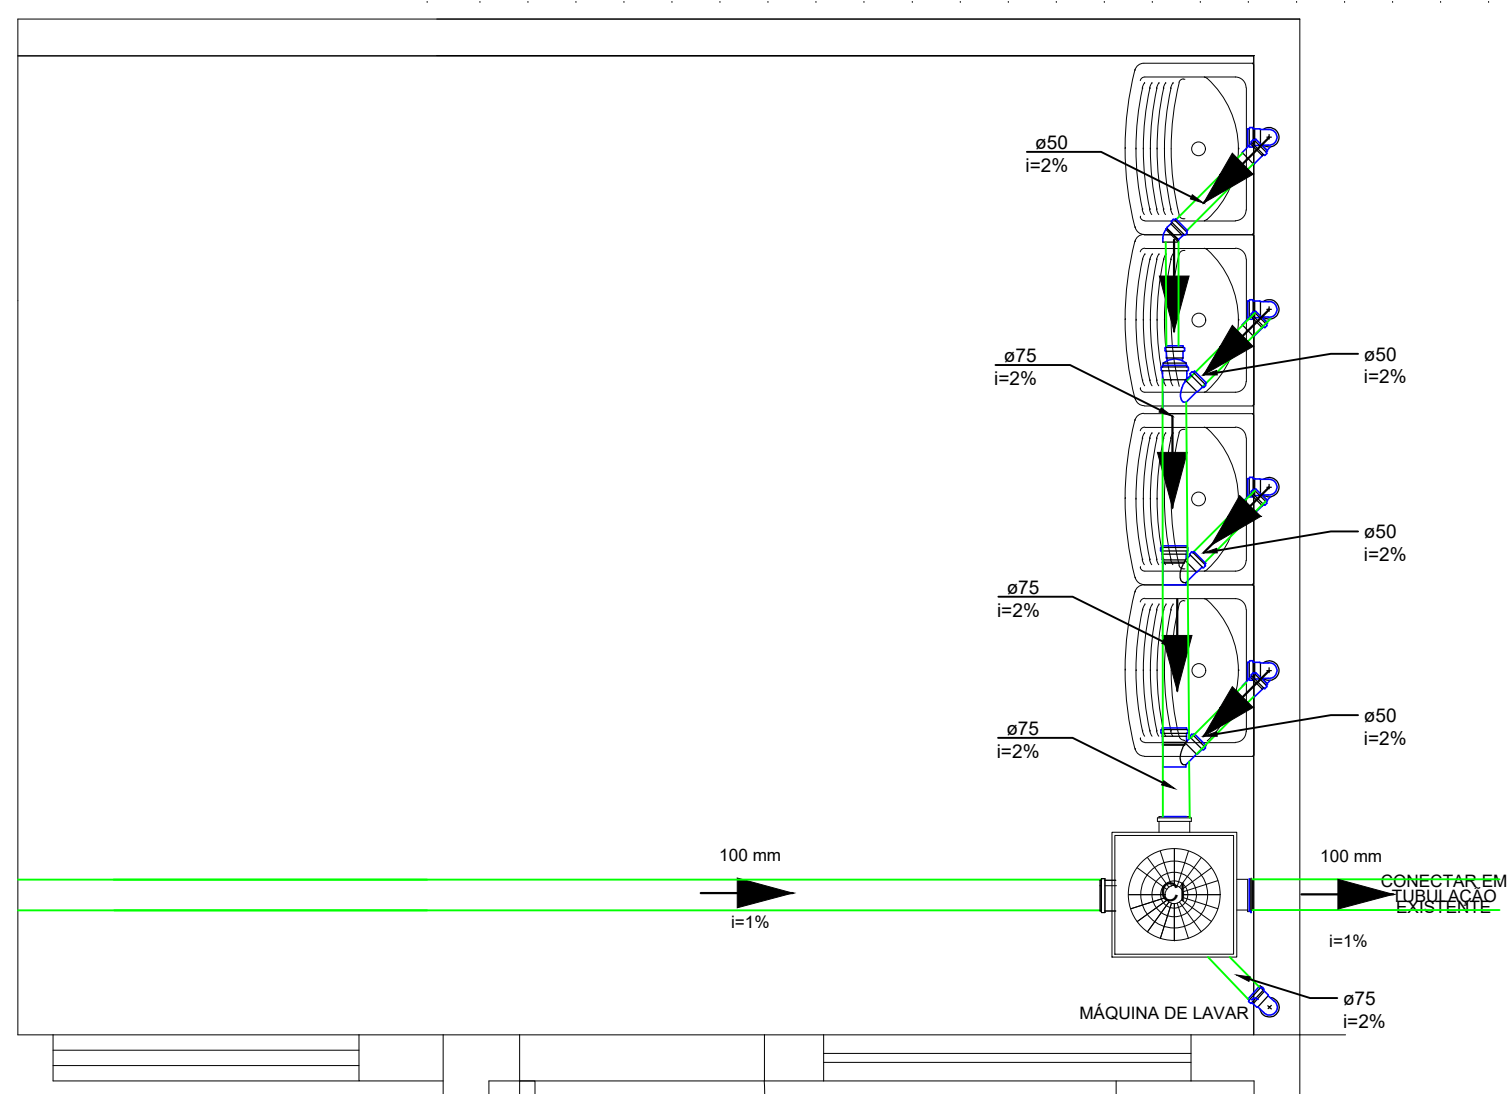 ø50
i=2%
ø75
i=2%
ø50
i=2%
ø50
i=2%
ø75
i=2%
ø50
i=2%
ø75
i=2%
100 mm
i=1%
C
100 mm
CONECTAR EM
TUBULAÇÃO
EXISTENTE
i=1%
ø75
i=2%
MÁQUINA DE LAVAR